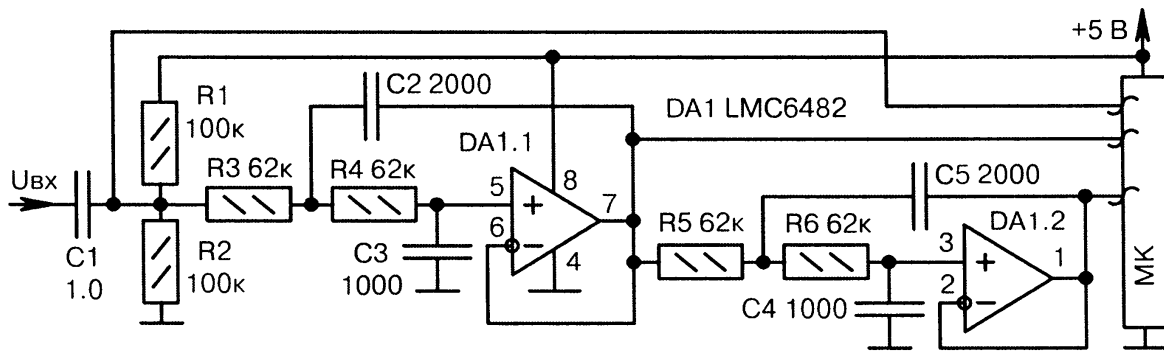 +5 В
C2 2000
DA1 LMC6482
R1
100к
DA1.1
C5 2000
R3 62к
R4 62к
Uвх
5
8
+
7
6
−
4
R5 62к
R6 62к
DA1.2
C1
1.0
R2
100к
C3
1000
C4 1000
3
+
1
2
−
МК